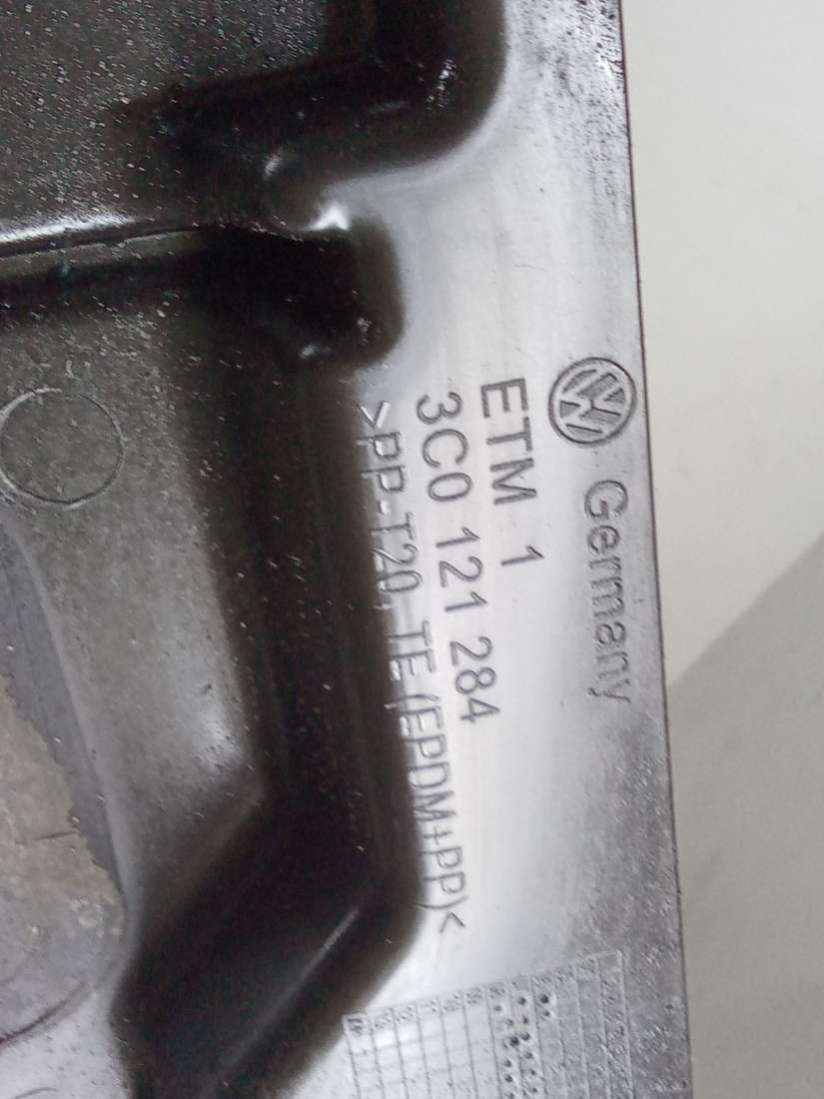 Germany
ETM 1
3C0 121 284
>PP-T20,TE(EPDM+PP)<